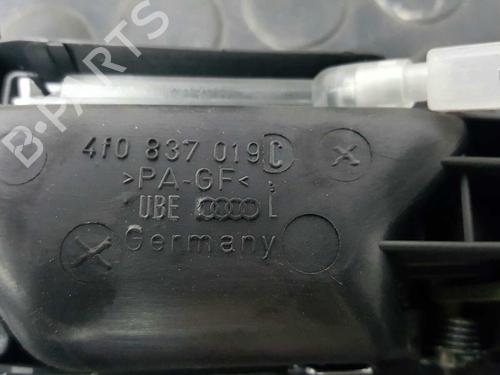 B-PARTS
4f0 837 019 C
>PA-GF<
UBE L
Germany